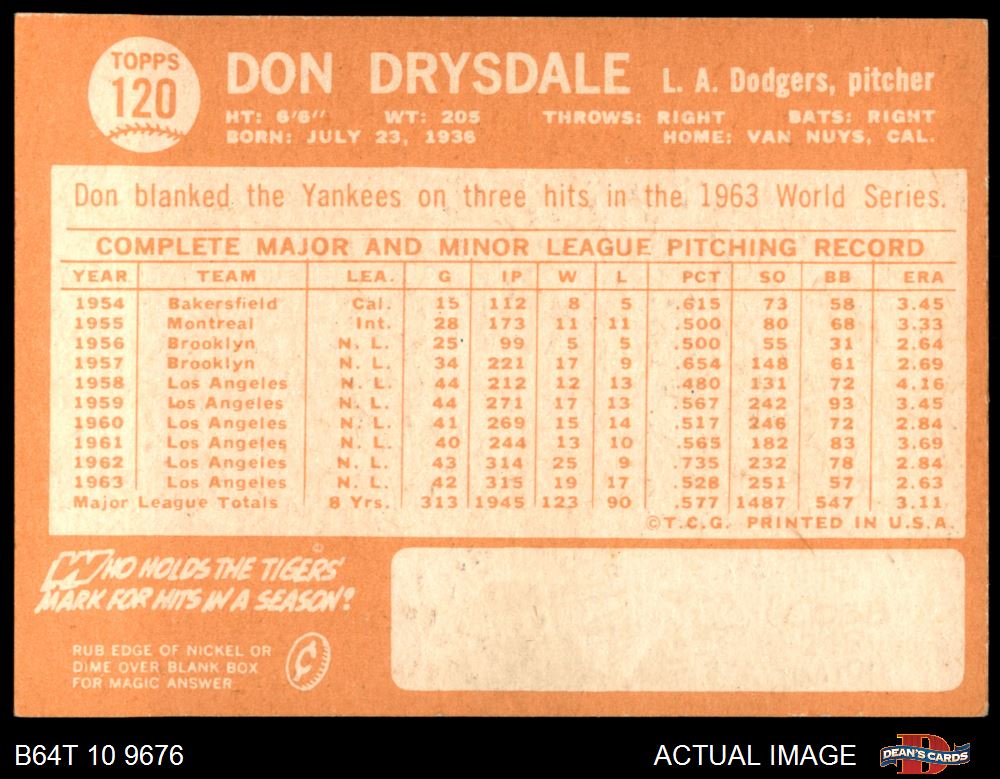 TOPPS
120
DON DRYSDALE L. A. Dodgers, pitcher
HT: 6'6" WT: 205 THROWS: RIGHT BATS: RIGHT
BORN: JULY 23, 1936 HOME: VAN NUYS, CAL.
Don blanked the Yankees on three hits in the 1963 World Series.
COMPLETE MAJOR AND MINOR LEAGUE PITCHING RECORD
YEAR TEAM LEA. G IP W L PCT SO BB ERA
1954 Bakersfield Cal. 15 112 8 5 .615 73 58 3.45
1955 Montreal Int. 28 173 11 11 .500 80 68 3.33
1956 Brooklyn N. L. 25 99 5 5 .500 55 31 2.64
1957 Brooklyn N. L. 34 221 17 9 .654 148 61 2.69
1958 Los Angeles N. L. 44 212 12 13 .480 131 72 4.16
1959 Los Angeles N. L. 44 271 17 13 .567 242 93 3.45
1960 Los Angeles N. L. 41 269 15 14 .517 246 72 2.84
1961 Los Angeles N. L. 40 244 13 10 .565 182 83 3.69
1962 Los Angeles N. L. 43 314 25 9 .735 232 78 2.84
1963 Los Angeles N. L. 42 315 19 17 .528 251 57 2.63
Major League Totals 8 Yrs. 313 1945 123 90 .577 1487 547 3.11
©T.C.G. PRINTED IN U.S.A.
WHO HOLDS THE TIGERS'
MARK FOR HITS IN A SEASON?
©
RUB EDGE OF NICKEL OR
DIME OVER BLANK BOX
FOR MAGIC ANSWER
¢
B64T 10 9676 ACTUAL IMAGE D DEAN'S CARDS